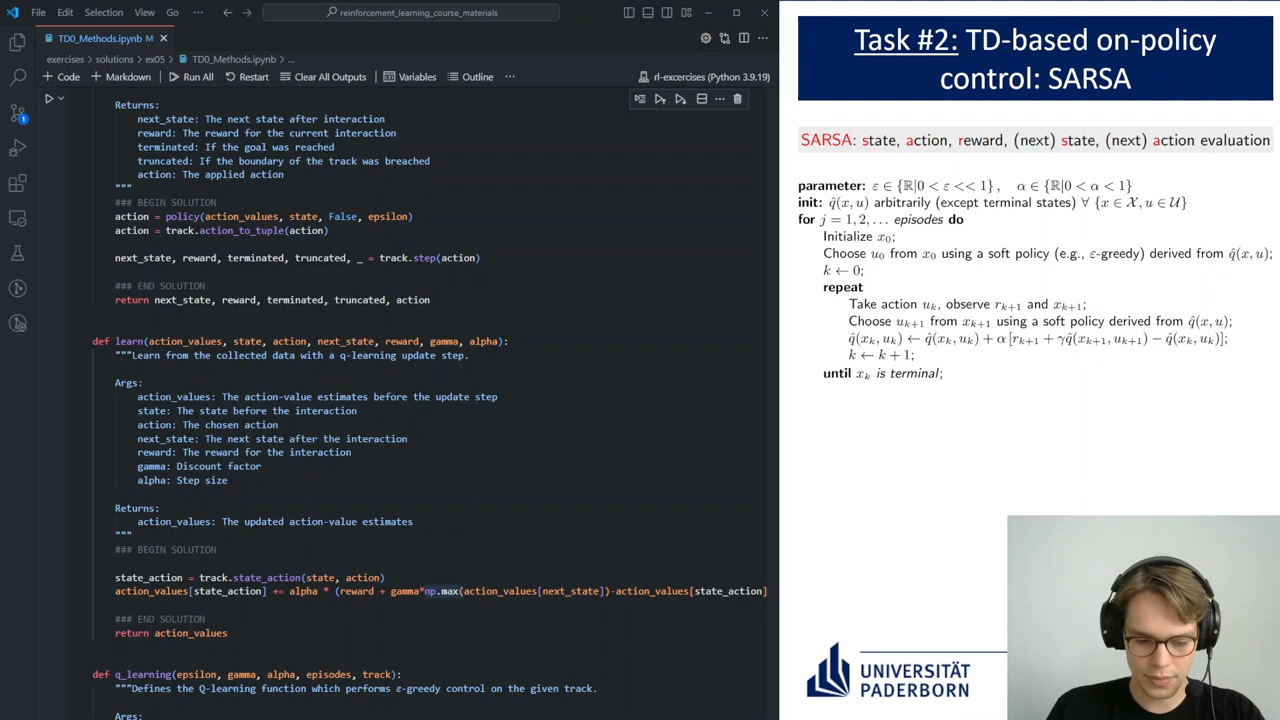 File Edit Selection View Go ··· reinforcement_learning_course_materials
TD0_Methods.ipynb M
exercises > solutions > ex05 > TD0_Methods.ipynb > ...
+ Code + Markdown Run All Restart Clear All Outputs Variables Outline ··· rl-excercises (Python 3.9.19)
Returns:
next_state: The next state after interaction
reward: The reward for the current interaction
terminated: If the goal was reached
truncated: If the boundary of the track was breached
action: The applied action
"""
### BEGIN SOLUTION
action = policy(action_values, state, False, epsilon)
action = track.action_to_tuple(action)
next_state, reward, terminated, truncated, _ = track.step(action)
### END SOLUTION
return next_state, reward, terminated, truncated, action
def learn(action_values, state, action, next_state, reward, gamma, alpha):
"""Learn from the collected data with a q-learning update step.
Args:
action_values: The action-value estimates before the update step
state: The state before the interaction
action: The chosen action
next_state: The next state after the interaction
reward: The reward for the interaction
gamma: Discount factor
alpha: Step size
Returns:
action_values: The updated action-value estimates
"""
### BEGIN SOLUTION
state_action = track.state_action(state, action)
action_values[state_action] += alpha * (reward + gamma*np.max(action_values[next_state])-action_values[state_action]
### END SOLUTION
return action_values
def q_learning(epsilon, gamma, alpha, episodes, track):
"""Defines the Q-learning function which performs ε-greedy control on the given track.
Args:
1
Task #2: TD-based on-policy
control: SARSA
SARSA: state, action, reward, (next) state, (next) action evaluation
parameter: ε ∈ {ℝ|0 < ε << 1}, α ∈ {ℝ|0 < α < 1}
init: q̂(x, u) arbitrarily (except terminal states) ∀ {x ∈ 𝒳, u ∈ 𝒰}
for j = 1, 2, ... episodes do
Initialize x₀;
Choose u₀ from x₀ using a soft policy (e.g., ε-greedy) derived from q̂(x, u);
k ← 0;
repeat
Take action uₖ, observe rₖ₊₁ and xₖ₊₁;
Choose uₖ₊₁ from xₖ₊₁ using a soft policy derived from q̂(x, u);
q̂(xₖ, uₖ) ← q̂(xₖ, uₖ) + α [rₖ₊₁ + γq̂(xₖ₊₁, uₖ₊₁) − q̂(xₖ, uₖ)];
k ← k + 1;
until xₖ is terminal;
UNIVERSITÄT
PADERBORN